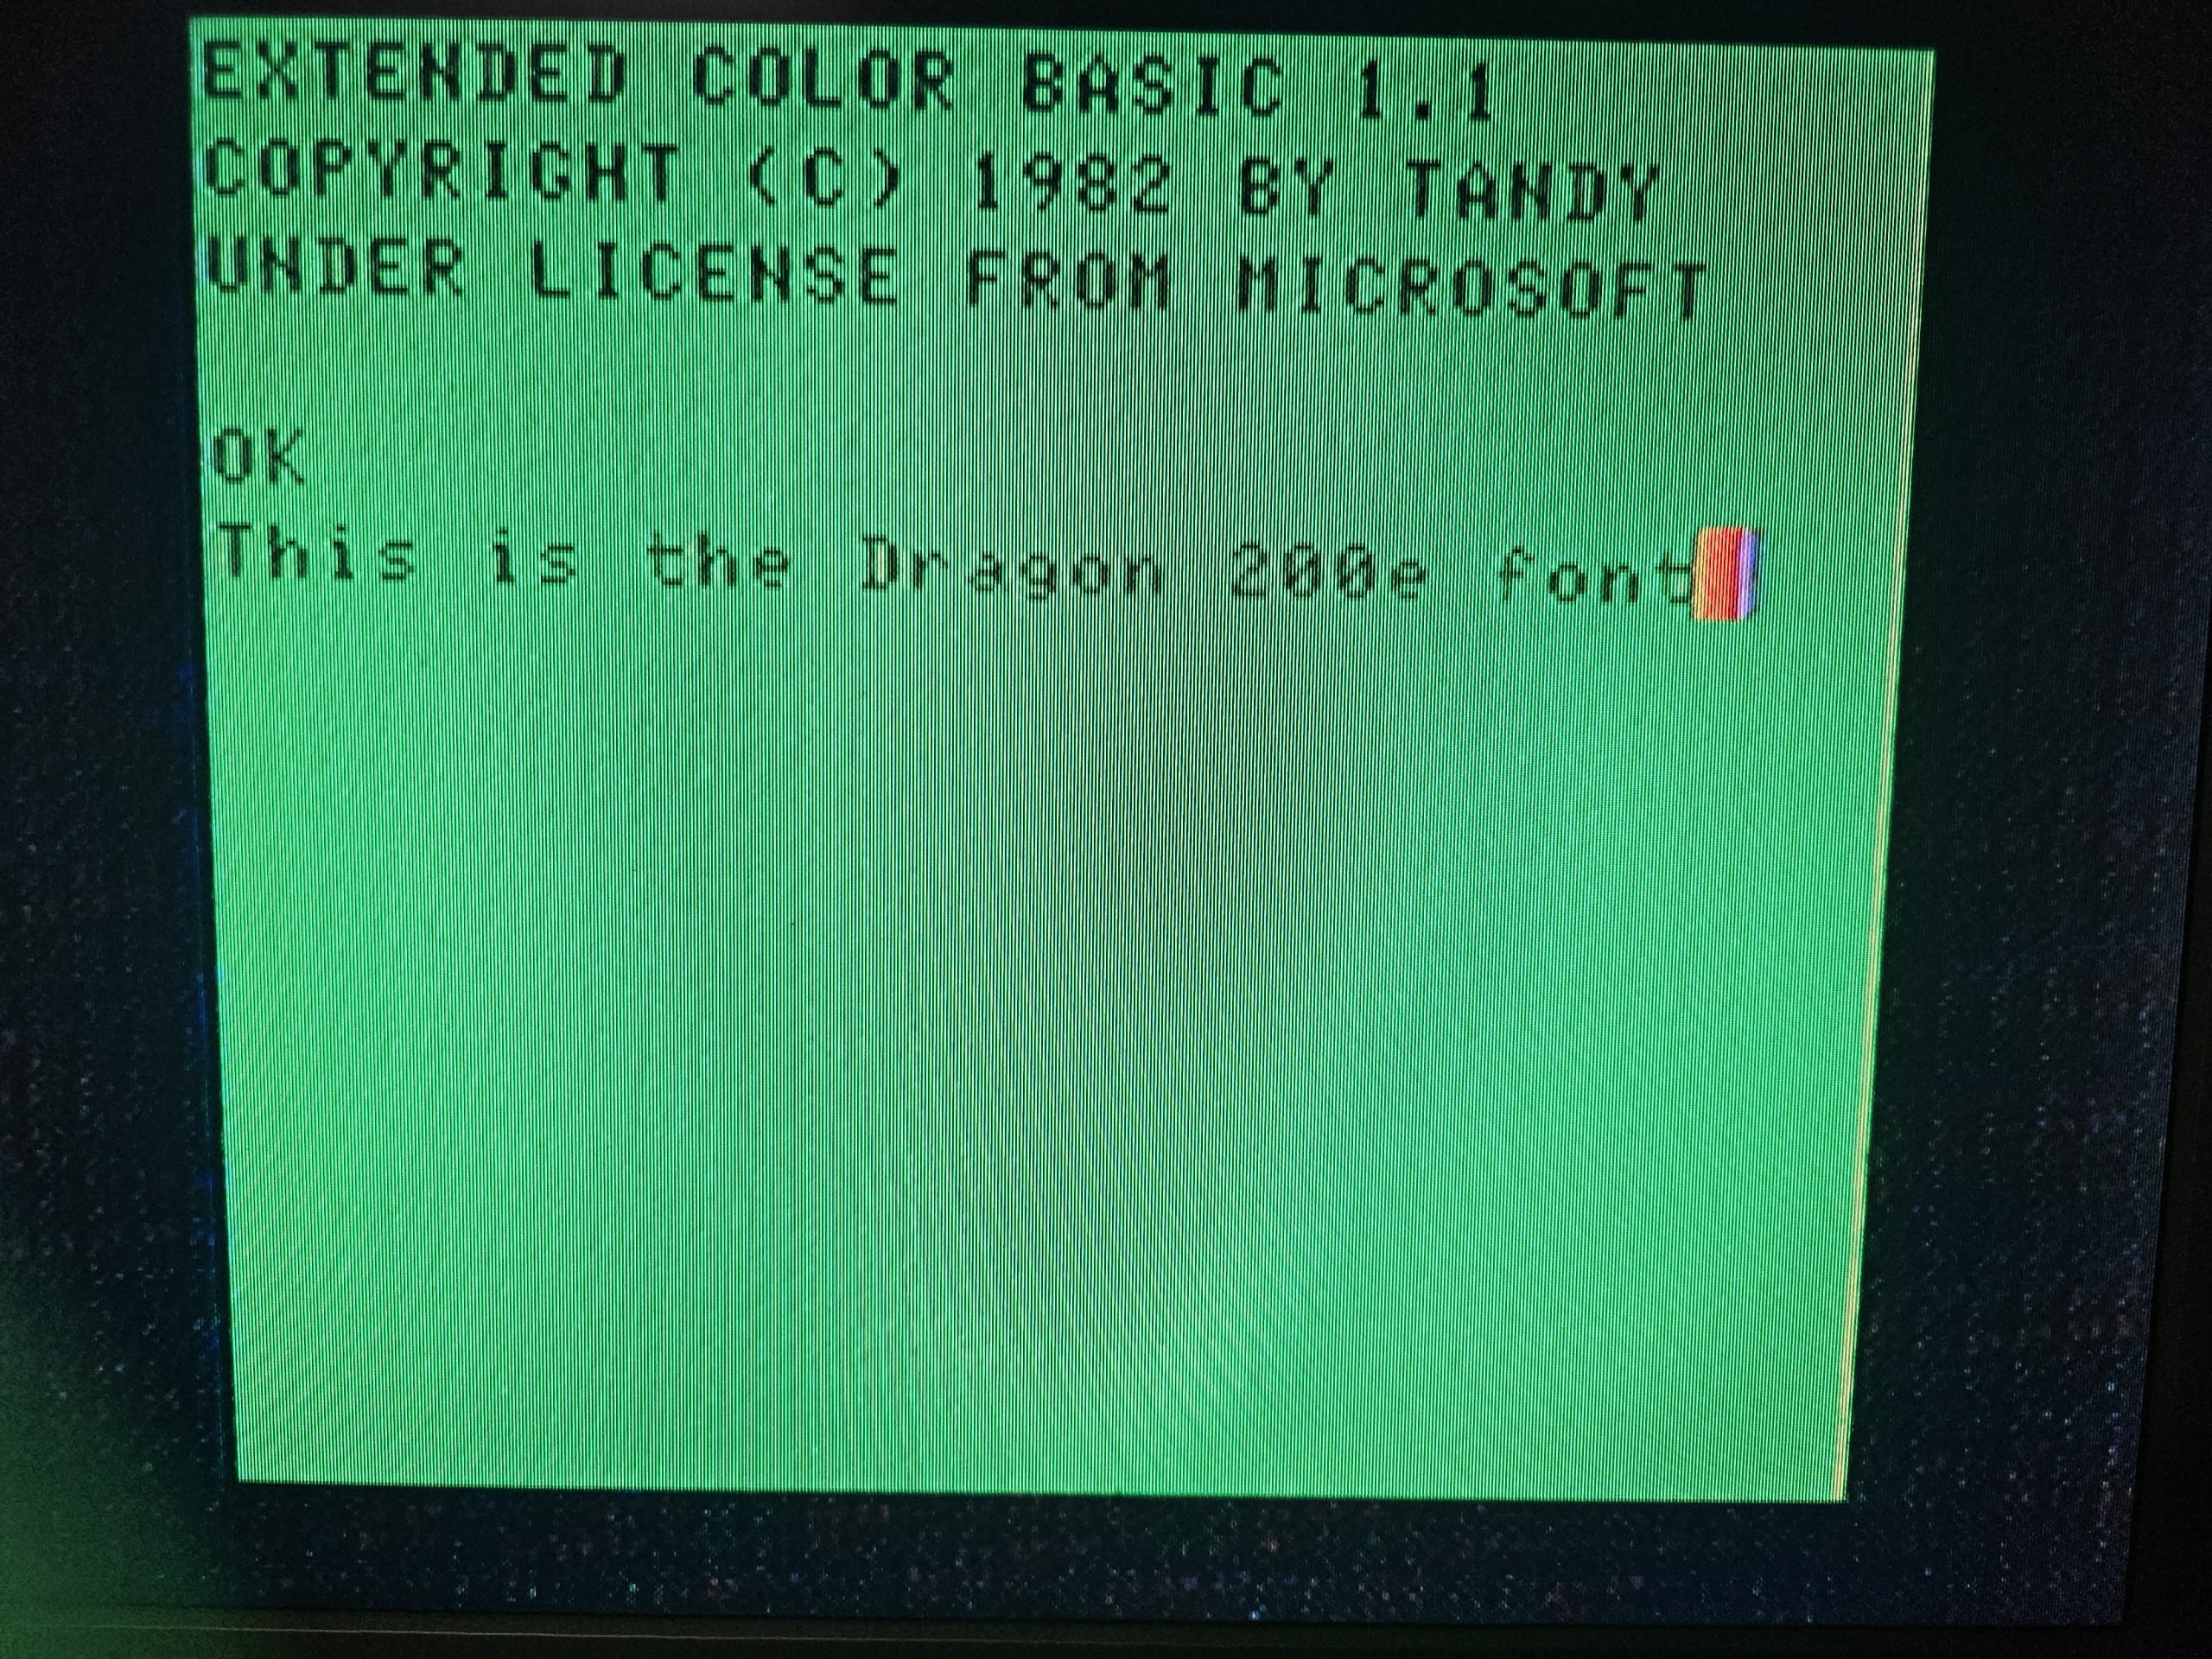 EXTENDED COLOR BASIC 1.1
COPYRIGHT (C) 1982 BY TANDY
UNDER LICENSE FROM MICROSOFT
OK
This is the Dragon 200e font